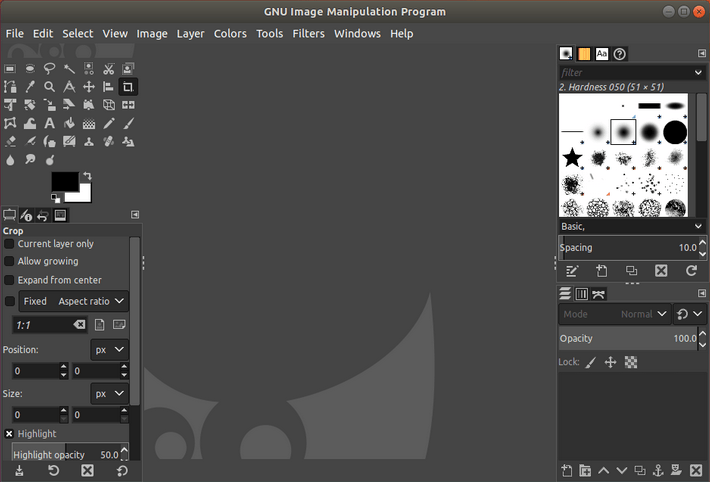 GNU Image Manipulation Program
File Edit Select View Image Layer Colors Tools Filters Windows Help
filter
2. Hardness 050 (51 × 51)
Aa
Basic,
Spacing 10.0
Crop
Current layer only
Allow growing
Expand from center
Fixed Aspect ratio
1:1
Position: px
0 0
Size: px
0 0
Highlight
Highlight opacity 50.0
Mode Normal
Opacity 100.0
Lock: